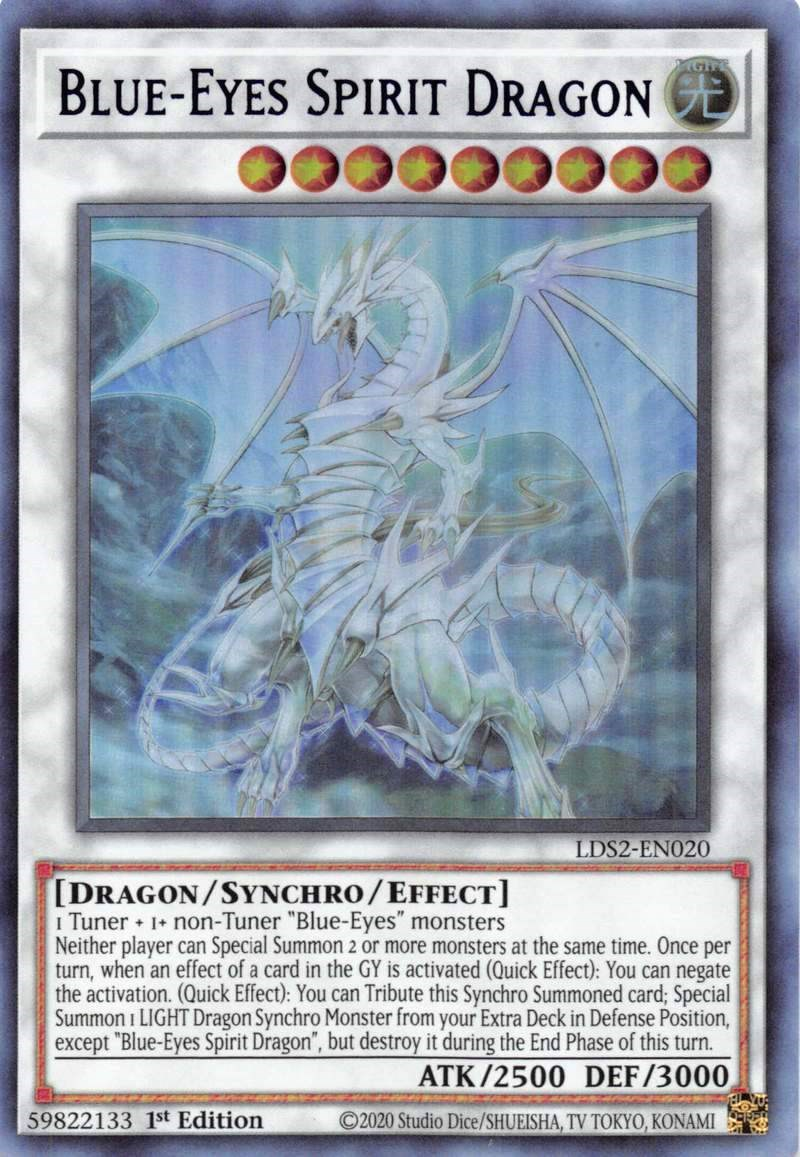 BLUE-EYES SPIRIT DRAGON
LIGHT
光
LDS2-EN020
[DRAGON/SYNCHRO/EFFECT]
1 Tuner + 1+ non-Tuner "Blue-Eyes" monsters
Neither player can Special Summon 2 or more monsters at the same time. Once per
turn, when an effect of a card in the GY is activated (Quick Effect): You can negate
the activation. (Quick Effect): You can Tribute this Synchro Summoned card; Special
Summon 1 LIGHT Dragon Synchro Monster from your Extra Deck in Defense Position,
except "Blue-Eyes Spirit Dragon", but destroy it during the End Phase of this turn.
ATK/2500 DEF/3000
59822133 1st Edition ©2020 Studio Dice/SHUEISHA, TV TOKYO, KONAMI